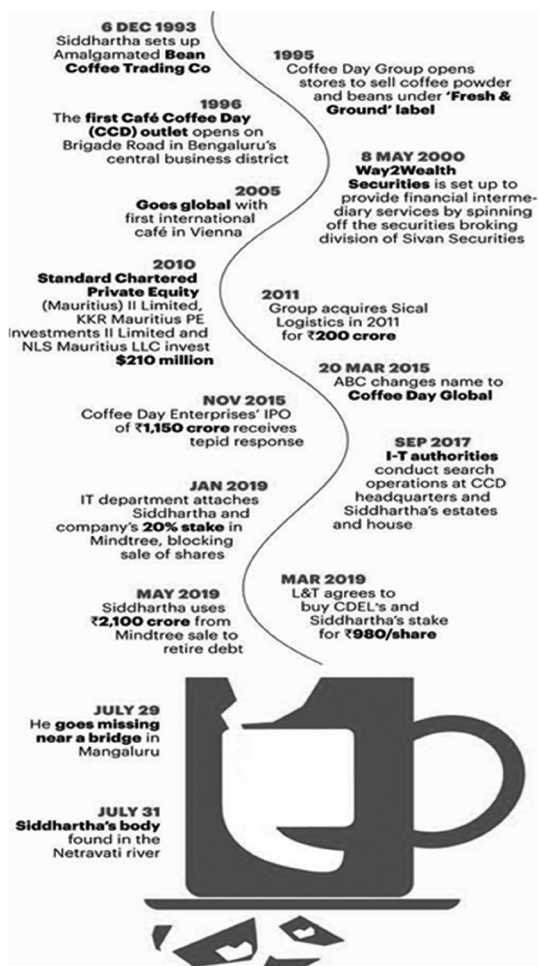 6 DEC 1993
Siddhartha sets up
Amalgamated Bean
Coffee Trading Co
1995
Coffee Day Group opens
stores to sell coffee powder
and beans under ‘Fresh &
Ground’ label
1996
The first Café Coffee Day
(CCD) outlet opens on
Brigade Road in Bengaluru’s
central business district
8 MAY 2000
Way2Wealth
Securities is set up to
provide financial interme-
diary services by spinning
off the securities broking
division of Sivan Securities
2005
Goes global with
first international
café in Vienna
2010
Standard Chartered
Private Equity
(Mauritius) II Limited,
KKR Mauritius PE
Investments II Limited and
NLS Mauritius LLC invest
$210 million
2011
Group acquires Sical
Logistics in 2011
for ₹200 crore
20 MAR 2015
ABC changes name to
Coffee Day Global
NOV 2015
Coffee Day Enterprises’ IPO
of ₹1,150 crore receives
tepid response
SEP 2017
I-T authorities
conduct search
operations at CCD
headquarters and
Siddhartha’s estates
and house
JAN 2019
IT department attaches
Siddhartha and
company’s 20% stake in
Mindtree, blocking
sale of shares
MAR 2019
L&T agrees to
buy CDEL’s and
Siddhartha’s stake
for ₹980/share
MAY 2019
Siddhartha uses
₹2,100 crore from
Mindtree sale to
retire debt
JULY 29
He goes missing
near a bridge in
Mangaluru
JULY 31
Siddhartha’s body
found in the
Netravati river